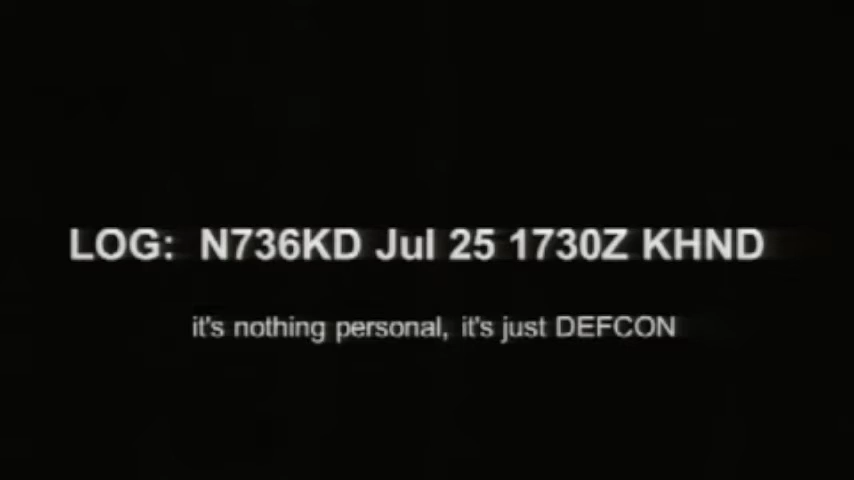 LOG: N736KD Jul 25 1730Z KHND
it's nothing personal, it's just DEFCON